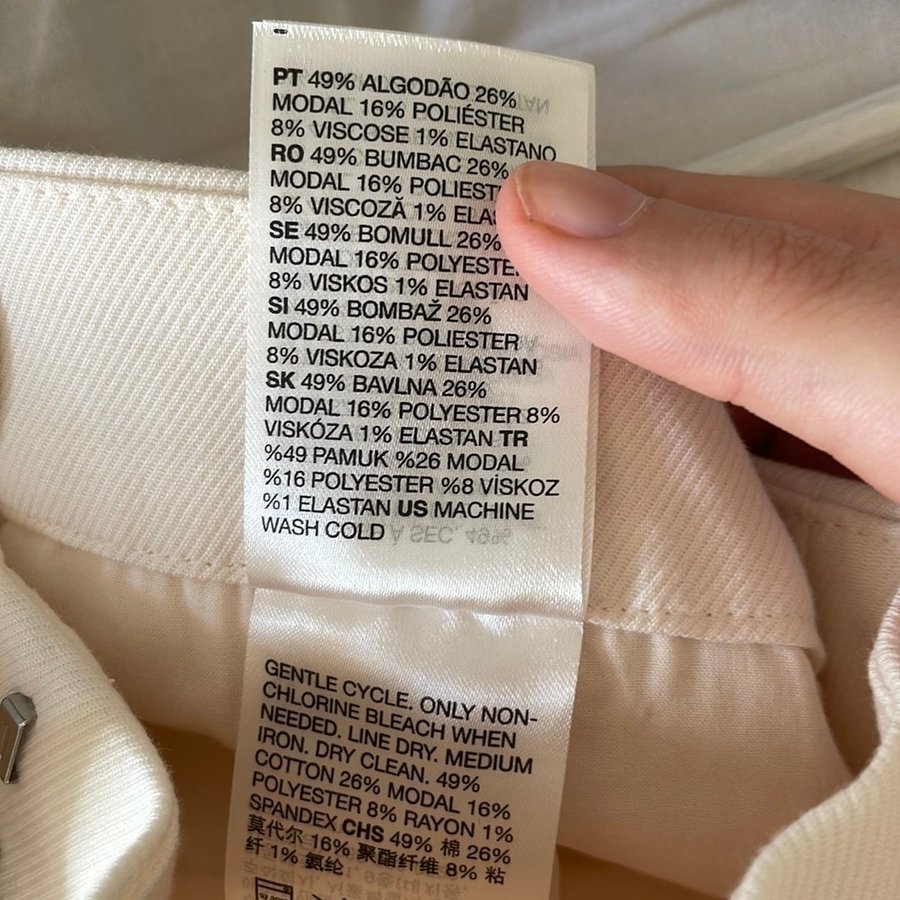 PT 49% ALGODÃO 26%
MODAL 16% POLIÉSTER
8% VISCOSE 1% ELASTANO
RO 49% BUMBAC 26%
MODAL 16% POLIEST
8% VISCOZĂ 1% ELAS
SE 49% BOMULL 26%
MODAL 16% POLYESTE
8% VISKOS 1% ELASTAN
SI 49% BOMBAŽ 26%
MODAL 16% POLIESTER
8% VISKOZA 1% ELASTAN
SK 49% BAVLNA 26%
MODAL 16% POLYESTER 8%
VISKÓZA 1% ELASTAN TR
%49 PAMUK %26 MODAL
%16 POLYESTER %8 VİSKOZ
%1 ELASTAN US MACHINE
WASH COLD
GENTLE CYCLE. ONLY NON-
CHLORINE BLEACH WHEN
NEEDED. LINE DRY. MEDIUM
IRON. DRY CLEAN. 49%
COTTON 26% MODAL 16%
POLYESTER 8% RAYON 1%
SPANDEX CHS 49% 棉 26%
莫代尔 16% 聚酯纤维 8% 粘
纤 1% 氨纶